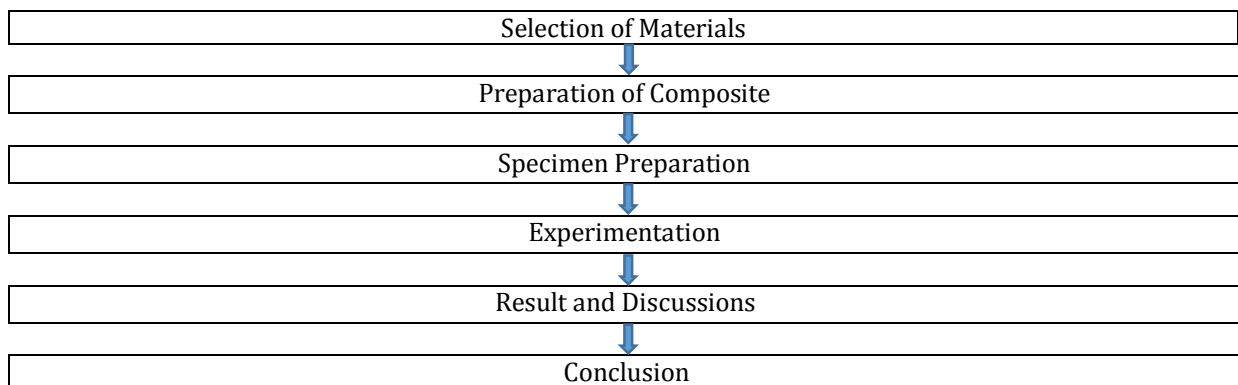 Selection of Materials
Preparation of Composite
Specimen Preparation
Experimentation
Result and Discussions
Conclusion